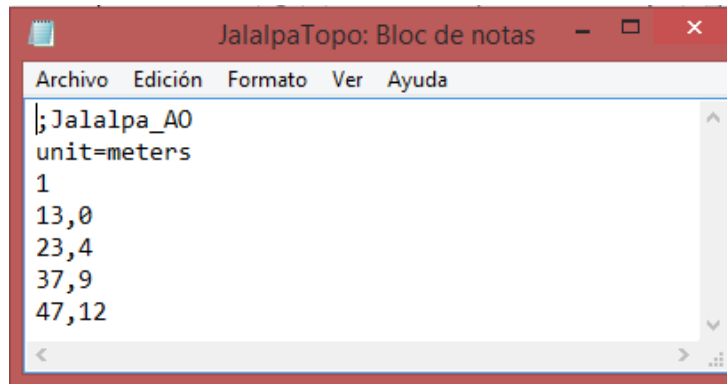 JalalpaTopo: Bloc de notas
Archivo Edición Formato Ver Ayuda
;Jalalpa_AO
unit=meters
1
13,0
23,4
37,9
47,12